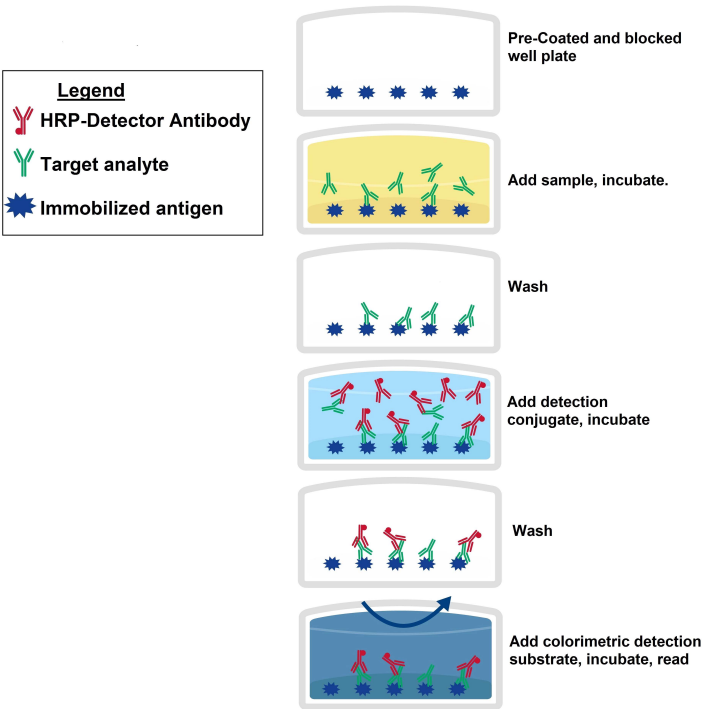 Pre-Coated and blocked
well plate
Legend
HRP-Detector Antibody
Target analyte
Immobilized antigen
Add sample, incubate.
Wash
Add detection
conjugate, incubate
Wash
Add colorimetric detection
substrate, incubate, read